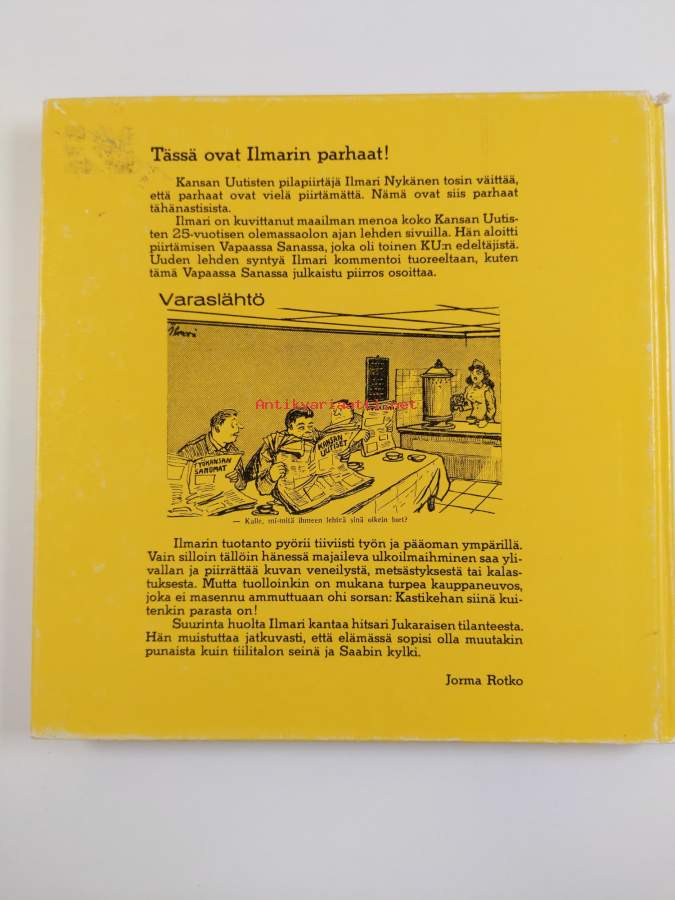 Tässä ovat Ilmarin parhaat!
Kansan Uutisten pilapiirtäjä Ilmari Nykänen tosin väittää,
että parhaat ovat vielä piirtämättä. Nämä ovat siis parhaat
tähänastisista.
Ilmari on kuvittanut maailman menoa koko Kansan Uutis-
ten 25-vuotisen olemassaolon ajan lehden sivuilla. Hän aloitti
piirtämisen Vapaassa Sanassa, joka oli toinen KU:n edeltäjistä.
Uuden lehden syntyä Ilmari kommentoi tuoreeltaan, kuten
tämä Vapaassa Sanassa julkaistu piirros osoittaa.
Varaslähtö
Ilmari
Antikvariaatti.net
KANSAN
UUTISET
TYÖKANSAN
SANOMAT
— Kalle, mi-mitä ihmeen lehteä sinä oikein luet?
Ilmarin tuotanto pyörii tiiviisti työn ja pääoman ympärillä.
Vain silloin tällöin hänessä majaileva ulkoilmaihminen saa yli-
vallan ja piirrättää kuvan veneilystä, metsästyksestä tai kalas-
tuksesta. Mutta tuolloinkin on mukana turpea kauppaneuvos,
joka ei masennu ammuttuaan ohi sorsan: Kastikehan siinä kui-
tenkin parasta on!
Suurinta huolta Ilmari kantaa hitsari Jukaraisen tilanteesta.
Hän muistuttaa jatkuvasti, että elämässä sopisi olla muutakin
punaista kuin tiilitalon seinä ja Saabin kylki.
Jorma Rotko